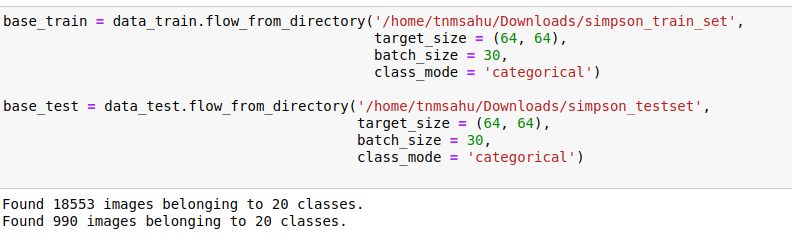 base_train = data_train.flow_from_directory('/home/tnmsahu/Downloads/simpson_train_set',
target_size = (64, 64),
batch_size = 30,
class_mode = 'categorical')
base_test = data_test.flow_from_directory('/home/tnmsahu/Downloads/simpson_testset',
target_size = (64, 64),
batch_size = 30,
class_mode = 'categorical')
Found 18553 images belonging to 20 classes.
Found 990 images belonging to 20 classes.